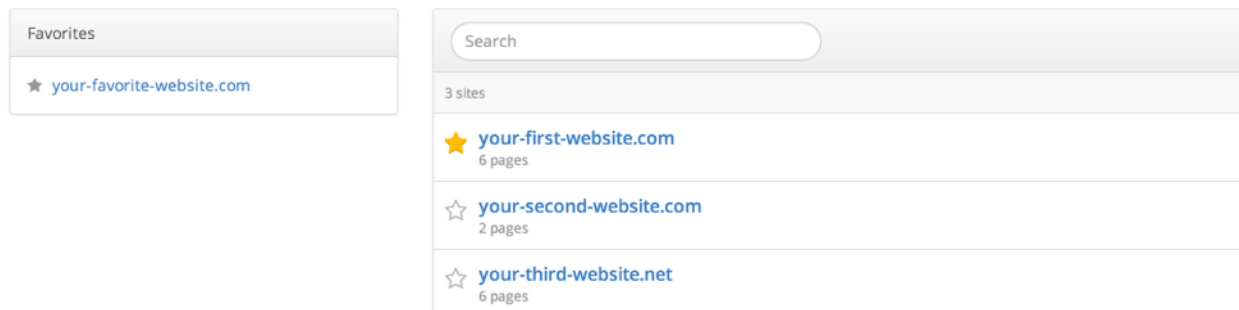 Favorites
your-favorite-website.com
Search
3 sites
your-first-website.com
6 pages
your-second-website.com
2 pages
your-third-website.net
6 pages